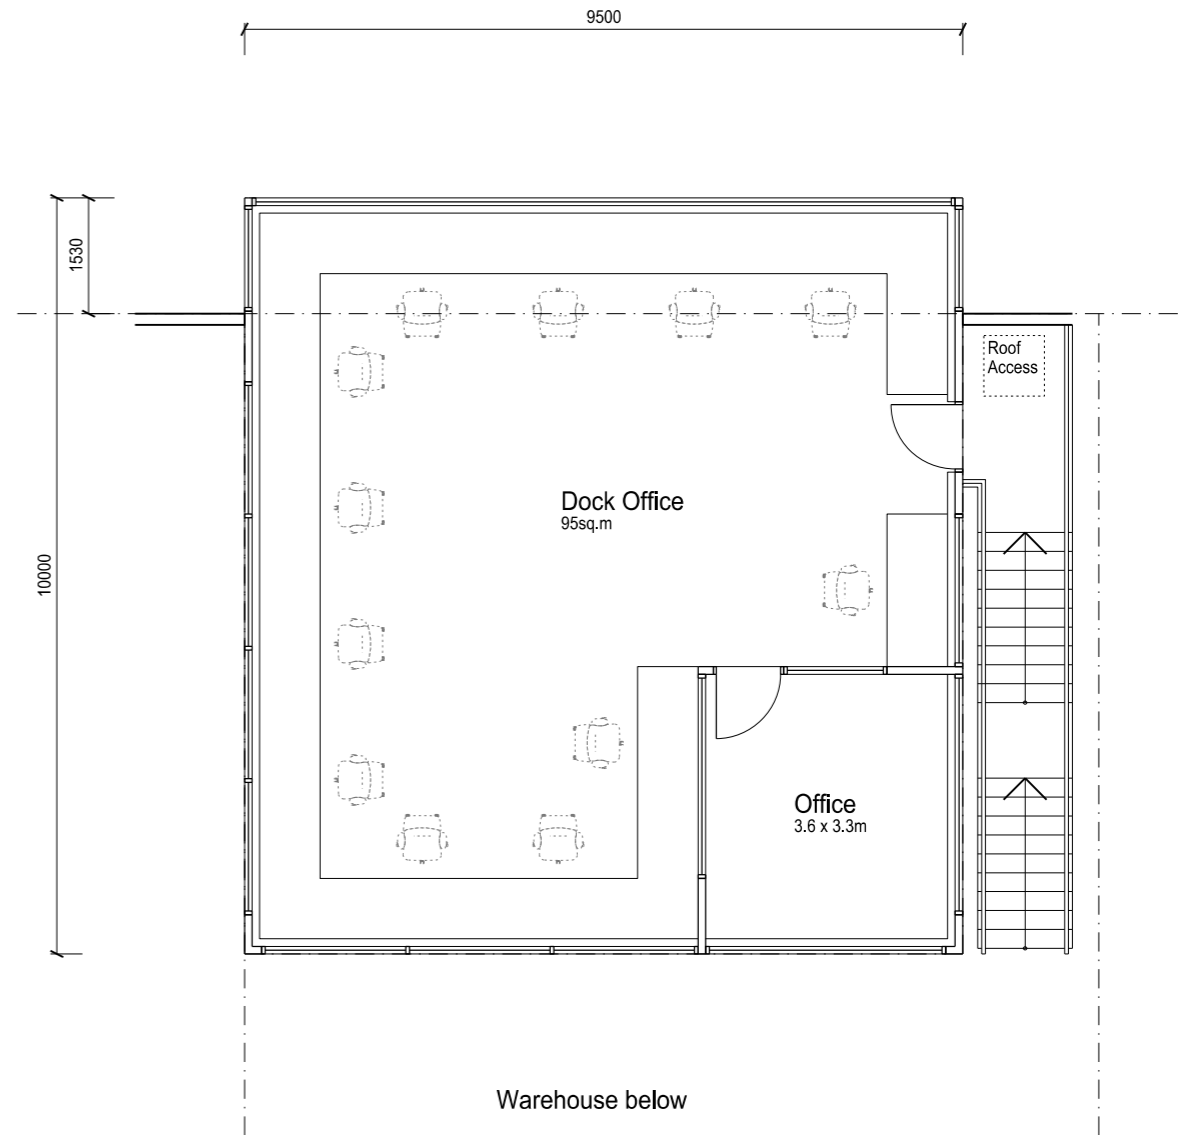 9500
1530
Roof
Access
Dock Office
95sq.m
10000
Office
3.6 x 3.3m
Warehouse below